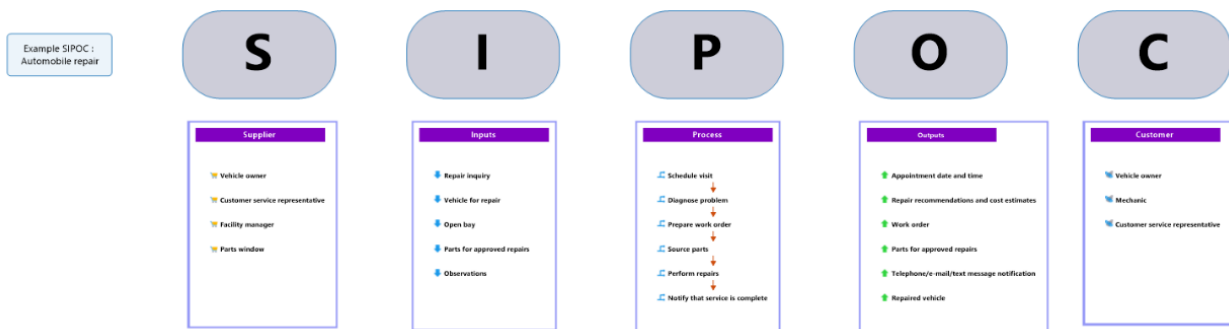 Example SIPOC :
Automobile repair
S
I
P
O
C
Supplier
Vehicle owner
Customer service representative
Facility manager
Parts window
Inputs
Repair inquiry
Vehicle for repair
Open bay
Parts for approved repairs
Observations
Process
Schedule visit
Diagnose problem
Prepare work order
Source parts
Perform repairs
Notify that service is complete
Outputs
Appointment date and time
Repair recommendations and cost estimates
Work order
Parts for approved repairs
Telephone/e-mail/text message notification
Repaired vehicle
Customer
Vehicle owner
Mechanic
Customer service representative